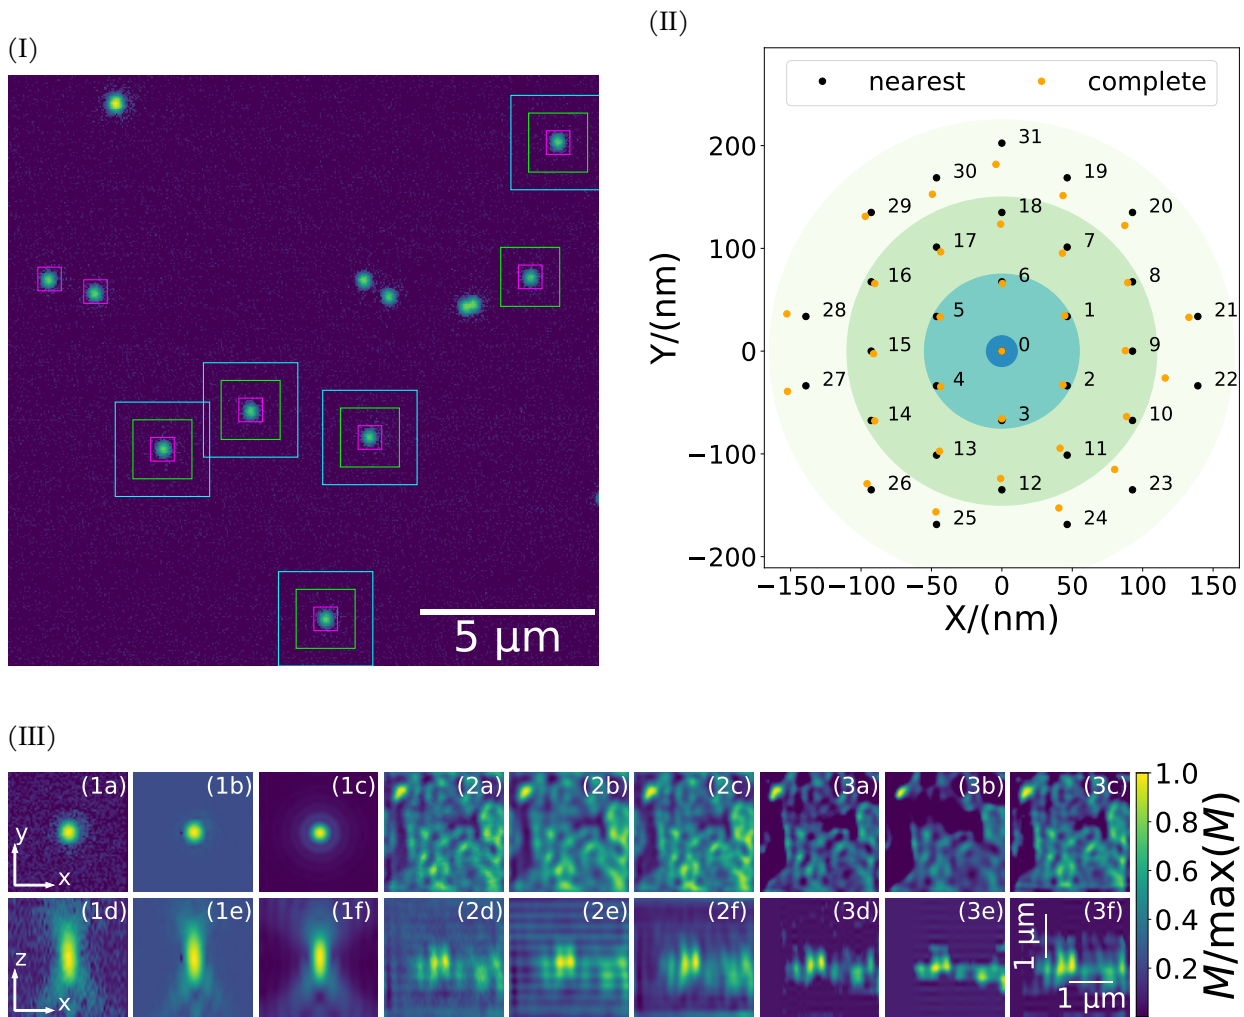 (I)
5 μm
(II)
nearest complete
Y/(nm)
200
100
0
−100
−200
31
30 19
29 18 20
17 7
16 6 8
28 5 1 21
15 0 9
27 4 2 22
14 3 10
13 11
26 12 23
25 24
−150 −100 −50 0 50 100 150
X/(nm)
(III)
(1a) (1b) (1c) (2a) (2b) (2c) (3a) (3b) (3c)
y
x
(1d) (1e) (1f) (2d) (2e) (2f) (3d) (3e) (3f)
z
x
1 μm
1 μm
1.0
0.8
0.6
0.4
0.2
M/max(M)